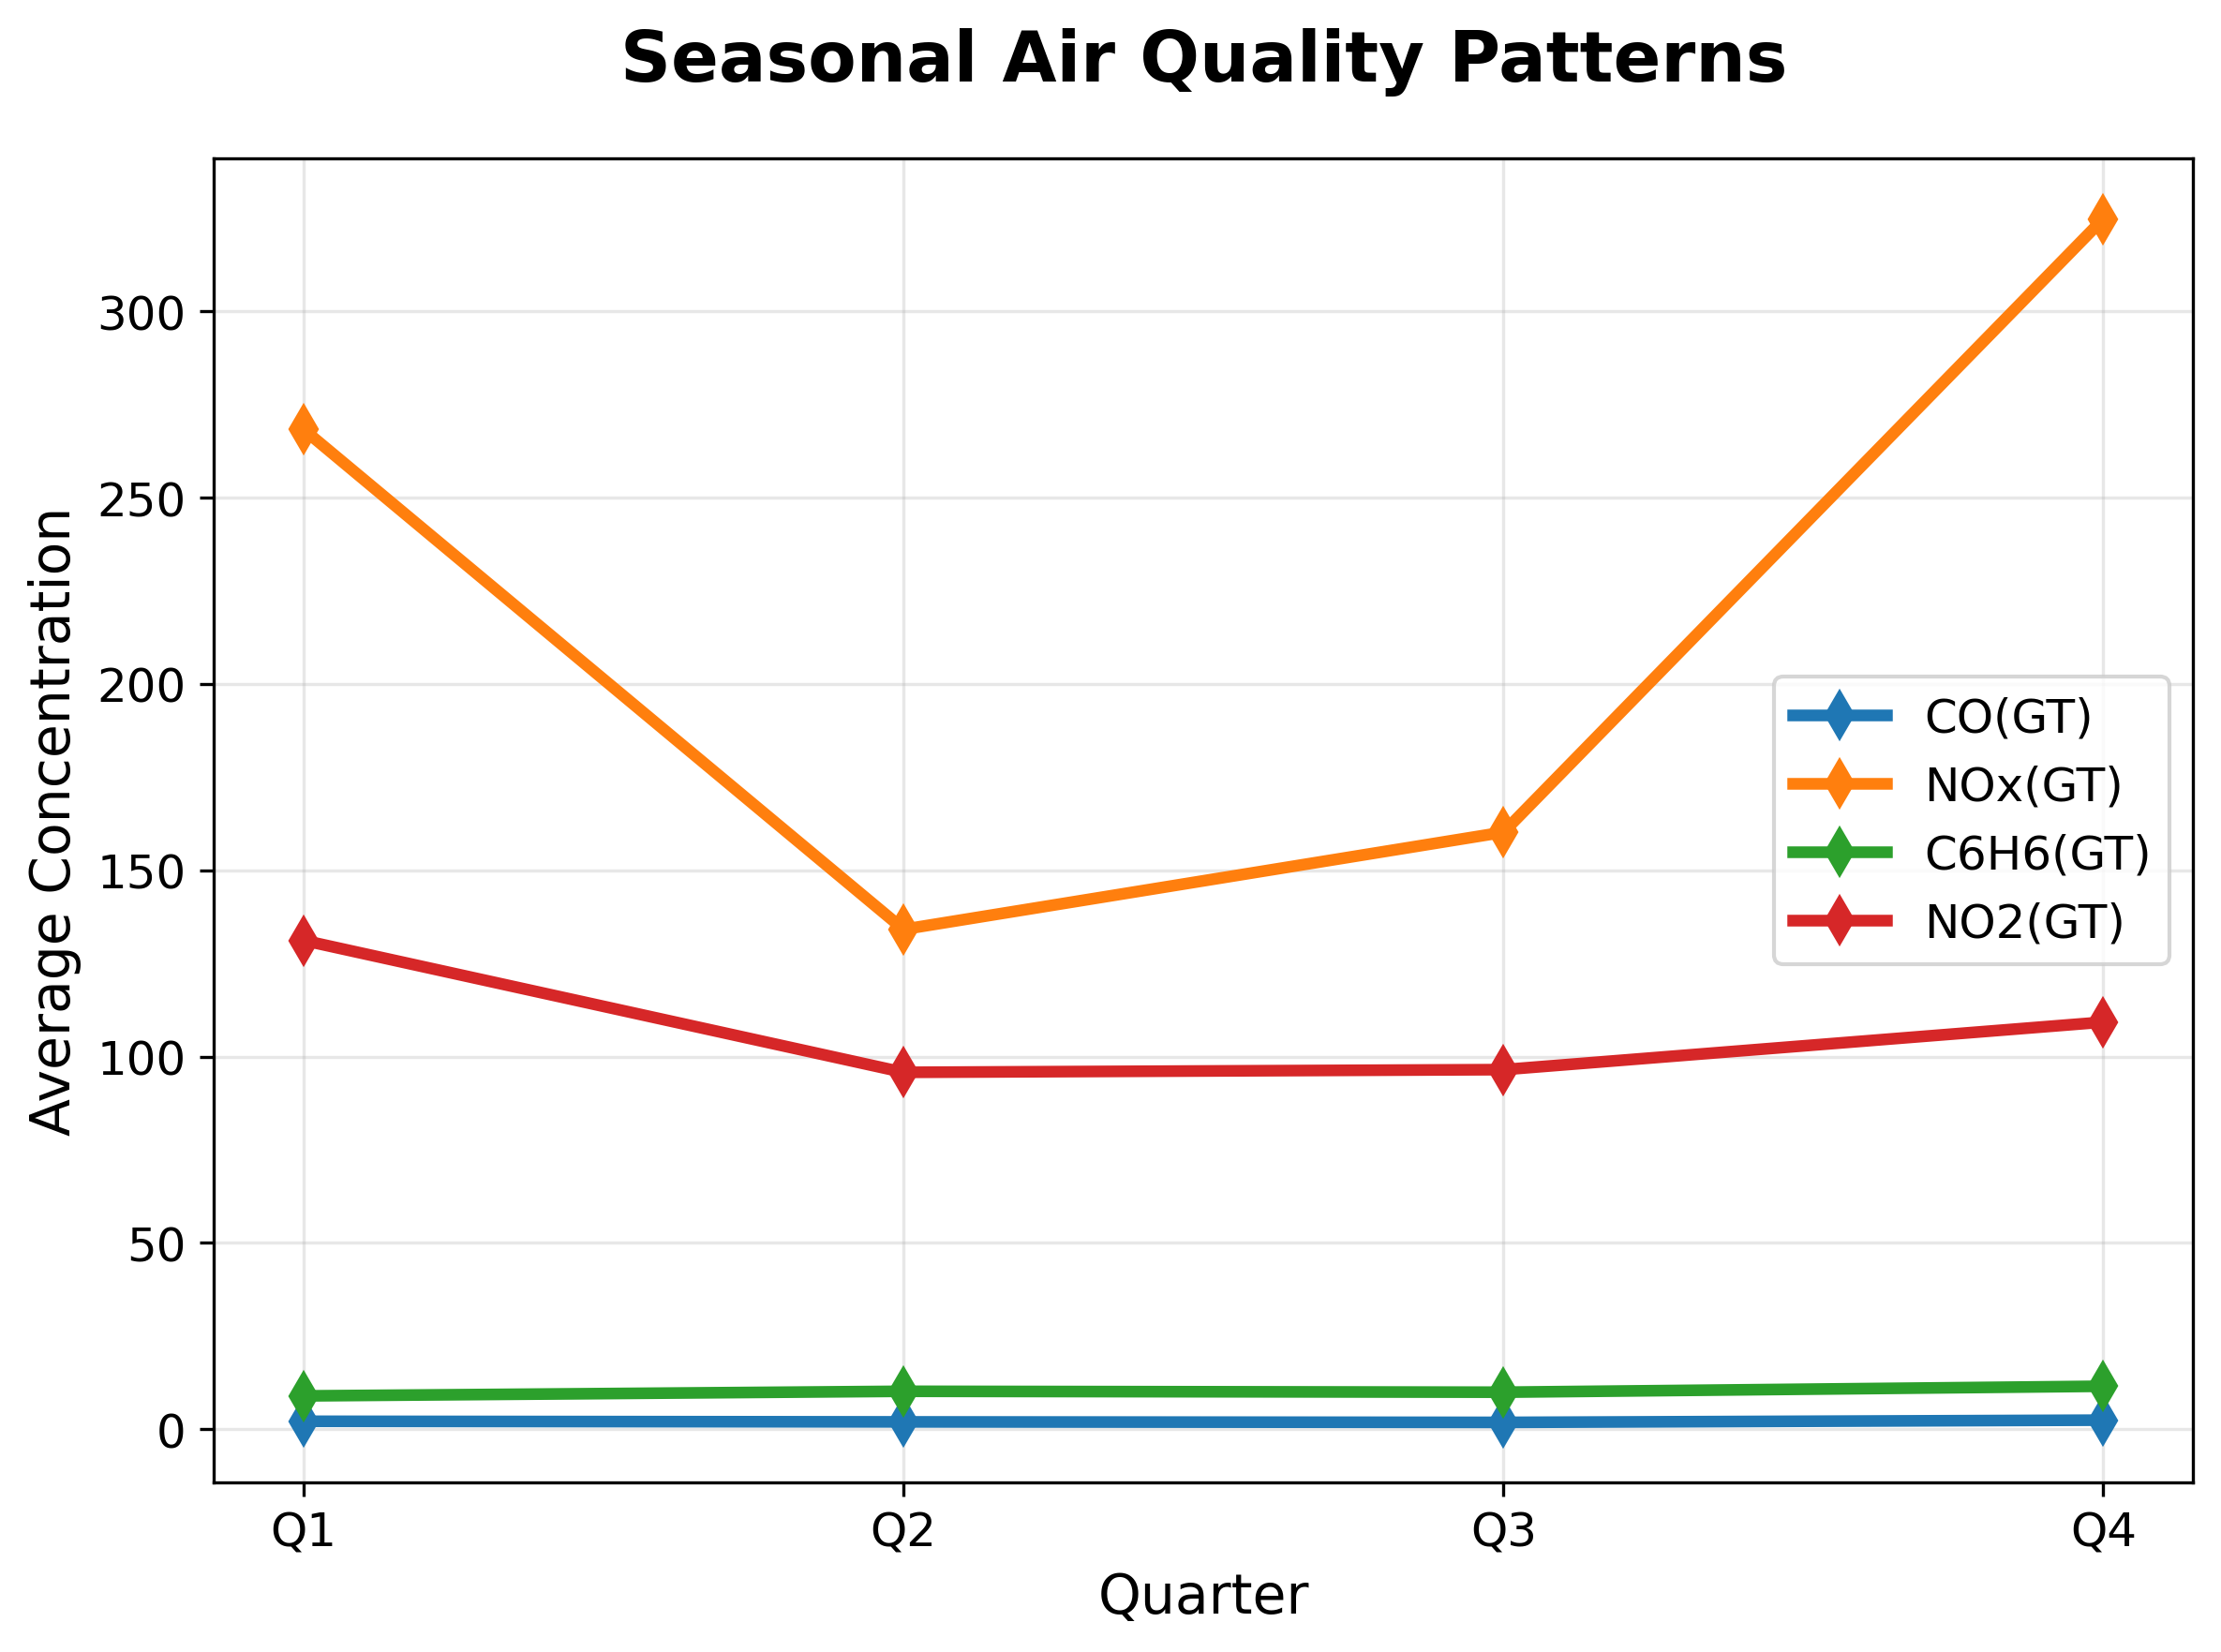 Seasonal Air Quality Patterns
Average Concentration
300
250
200
150
100
50
0
CO(GT)
NOx(GT)
C6H6(GT)
NO2(GT)
Q1 Q2 Q3 Q4
Quarter